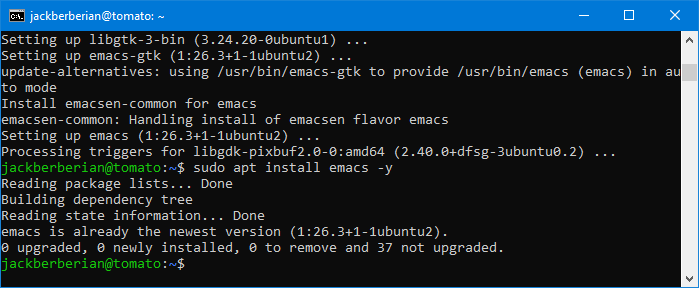 jackberberian@tomato: ~
Setting up libgtk-3-bin (3.24.20-0ubuntu1) ...
Setting up emacs-gtk (1:26.3+1-1ubuntu2) ...
update-alternatives: using /usr/bin/emacs-gtk to provide /usr/bin/emacs (emacs) in au
to mode
Install emacsen-common for emacs
emacsen-common: Handling install of emacsen flavor emacs
Setting up emacs (1:26.3+1-1ubuntu2) ...
Processing triggers for libgdk-pixbuf2.0-0:amd64 (2.40.0+dfsg-3ubuntu0.2) ...
jackberberian@tomato:~$ sudo apt install emacs -y
Reading package lists... Done
Building dependency tree
Reading state information... Done
emacs is already the newest version (1:26.3+1-1ubuntu2).
0 upgraded, 0 newly installed, 0 to remove and 37 not upgraded.
jackberberian@tomato:~$